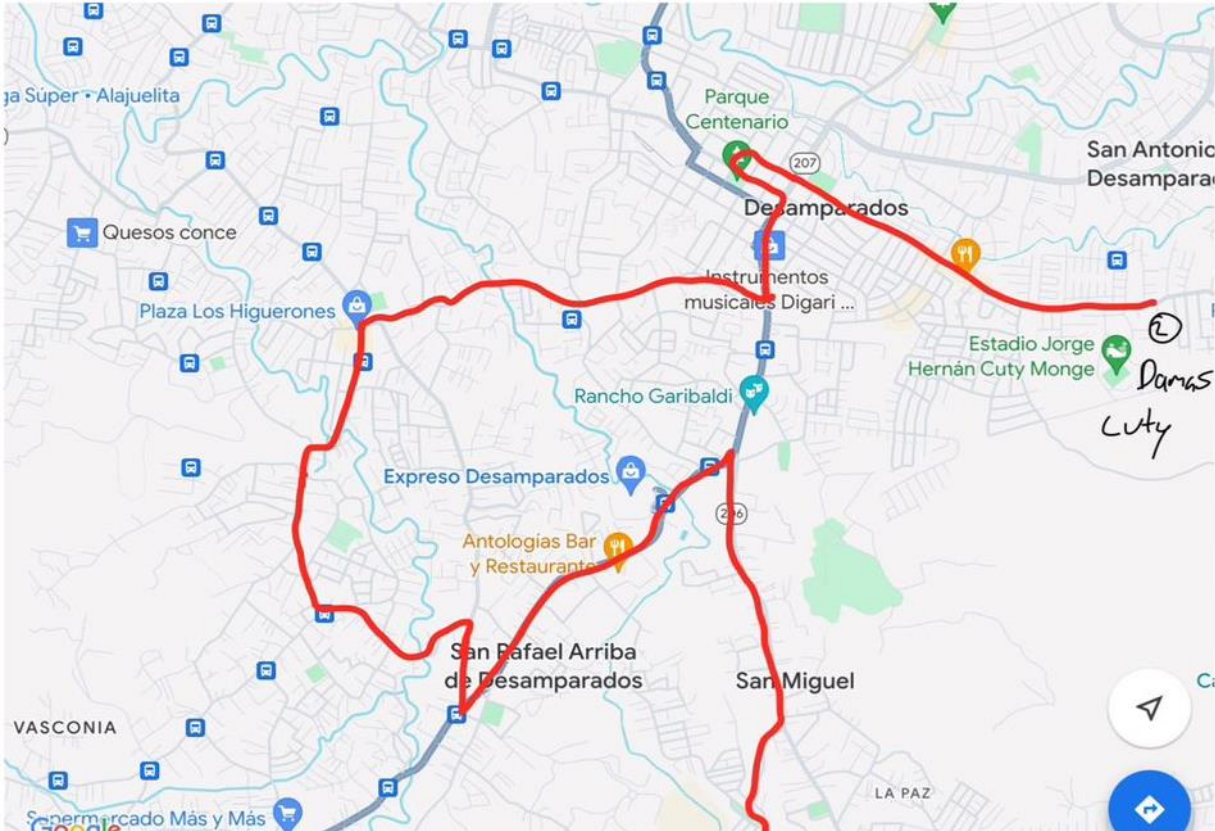 ga Súper • Alajuelita
Parque
Centenario
207
San Antonio
Desampara
Desamparados
Quesos conce
Instrumentos
musicales Digari ...
Plaza Los Higuerones
②
Estadio Jorge
Hernán Cuty Monge
Damas
Cuty
Rancho Garibaldi
Expreso Desamparados
206
Antologías Bar
y Restaurante
San Rafael Arriba
de Desamparados
San Miguel
VASCONIA
LA PAZ
Supermercado Más y Más
Google